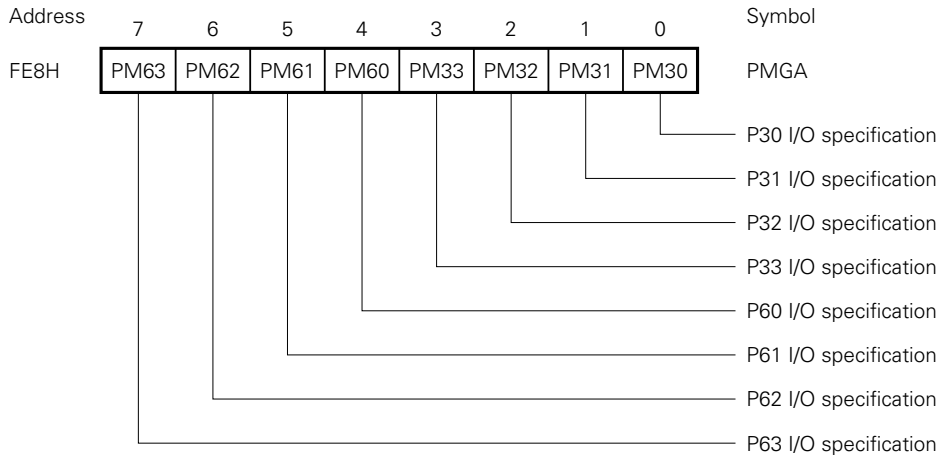 Address 7 6 5 4 3 2 1 0 Symbol
FE8H PM63 PM62 PM61 PM60 PM33 PM32 PM31 PM30 PMGA
P30 I/O specification
P31 I/O specification
P32 I/O specification
P33 I/O specification
P60 I/O specification
P61 I/O specification
P62 I/O specification
P63 I/O specification